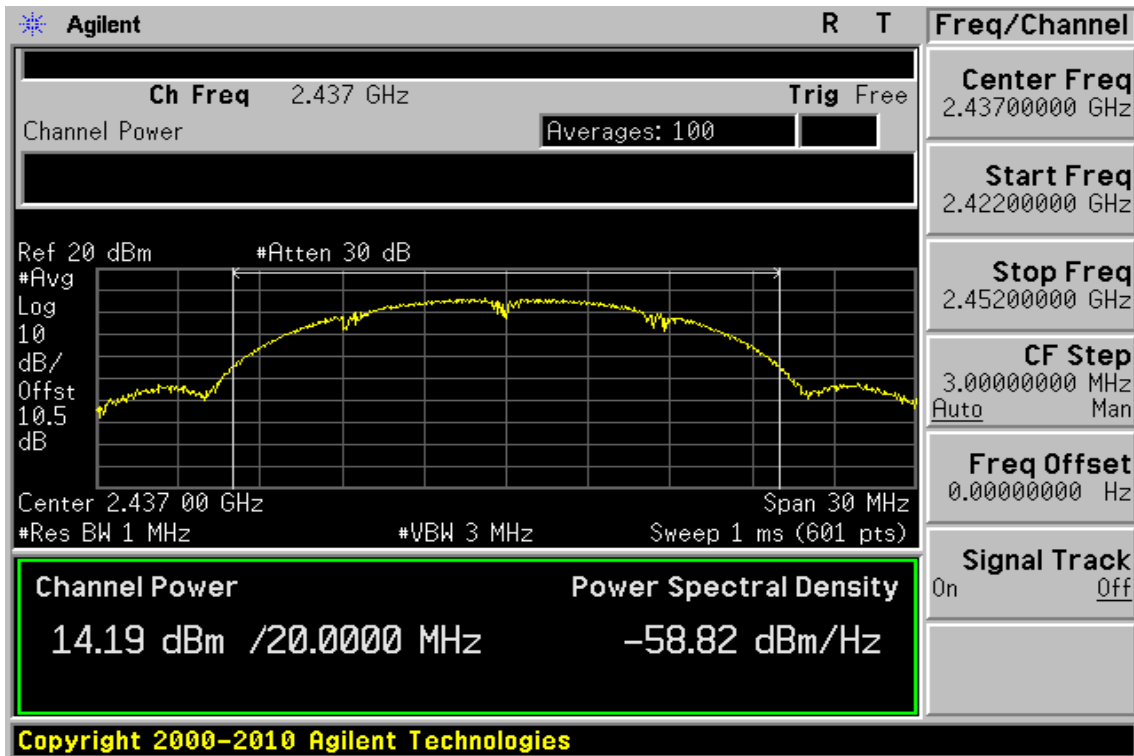 Agilent R T
Ch Freq 2.437 GHz Trig Free
Channel Power Averages: 100
Ref 20 dBm #Atten 30 dB
#Avg
Log
10
dB/
Offst
10.5
dB
Center 2.437 00 GHz Span 30 MHz
#Res BW 1 MHz #VBW 3 MHz Sweep 1 ms (601 pts)
Channel Power Power Spectral Density
14.19 dBm /20.0000 MHz -58.82 dBm/Hz
Copyright 2000-2010 Agilent Technologies
Freq/Channel
Center Freq
2.43700000 GHz
Start Freq
2.42200000 GHz
Stop Freq
2.45200000 GHz
CF Step
3.00000000 MHz
Auto Man
Freq Offset
0.00000000 Hz
Signal Track
On Off